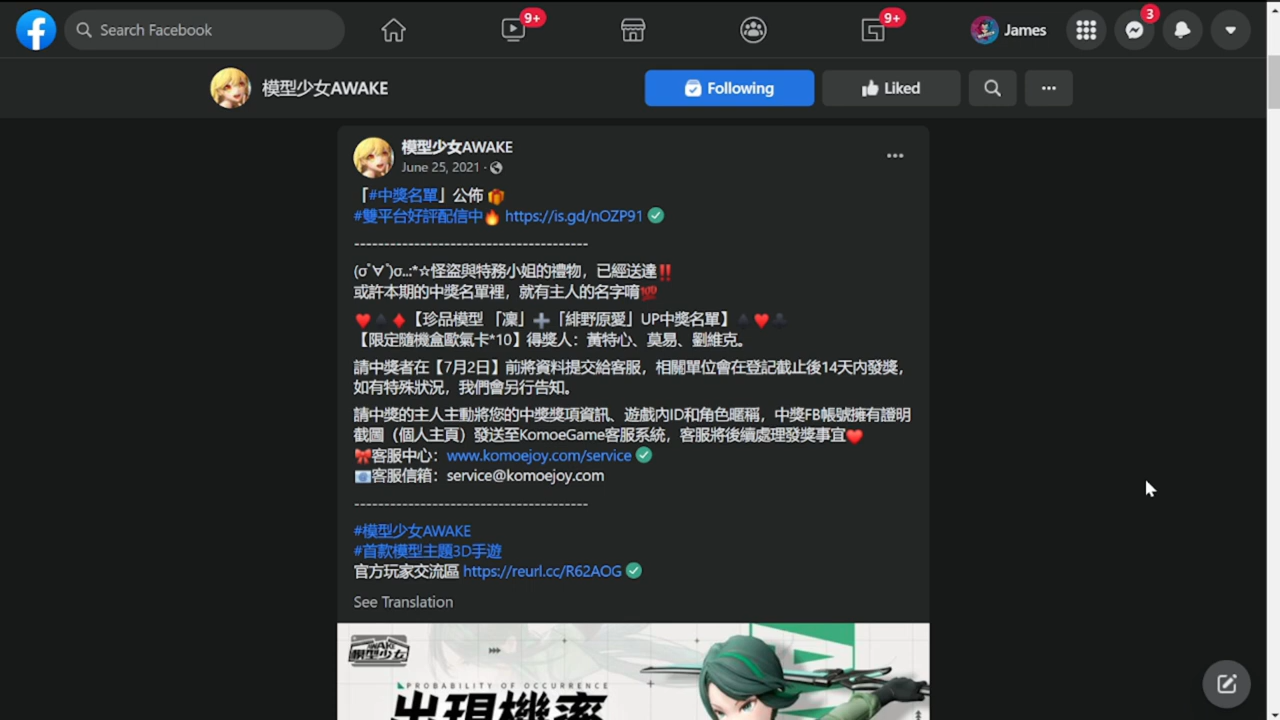 Search Facebook
9+
9+
James
3
模型少女AWAKE
Following
Liked
模型少女AWAKE
June 25, 2021 ·
「#中獎名單」公佈🎁
#雙平台好評配信中🔥 https://is.gd/nOZP91 ✅
---------------------------------------
(σﾟ∀ﾟ)σ..:*☆怪盜與特務小姐的禮物，已經送達‼️
或許本期的中獎名單裡，就有主人的名字唷💯
♥️♠️♦️【珍品模型 「凜」➕「緋野原愛」UP中獎名單】♠️♥️♣️
【限定隨機盒歐氣卡*10】得獎人：黃特心、莫易、劉維克。
請中獎者在【7月2日】前將資料提交給客服，相關單位會在登記截止後14天內發獎，
如有特殊狀況，我們會另行告知。
請中獎的主人主動將您的中獎獎項資訊、遊戲內ID和角色暱稱，中獎FB帳號擁有證明
截圖（個人主頁）發送至KomoeGame客服系統，客服將後續處理發獎事宜❤️
🎀客服中心：www.komoejoy.com/service ✅
📧客服信箱：service@komoejoy.com
---------------------------------------
#模型少女AWAKE
#首款模型主題3D手遊
官方玩家交流區 https://reurl.cc/R62AOG ✅
See Translation
AWAKE
模型少女
PROBABILITY OF OCCURRENCE
出現機率